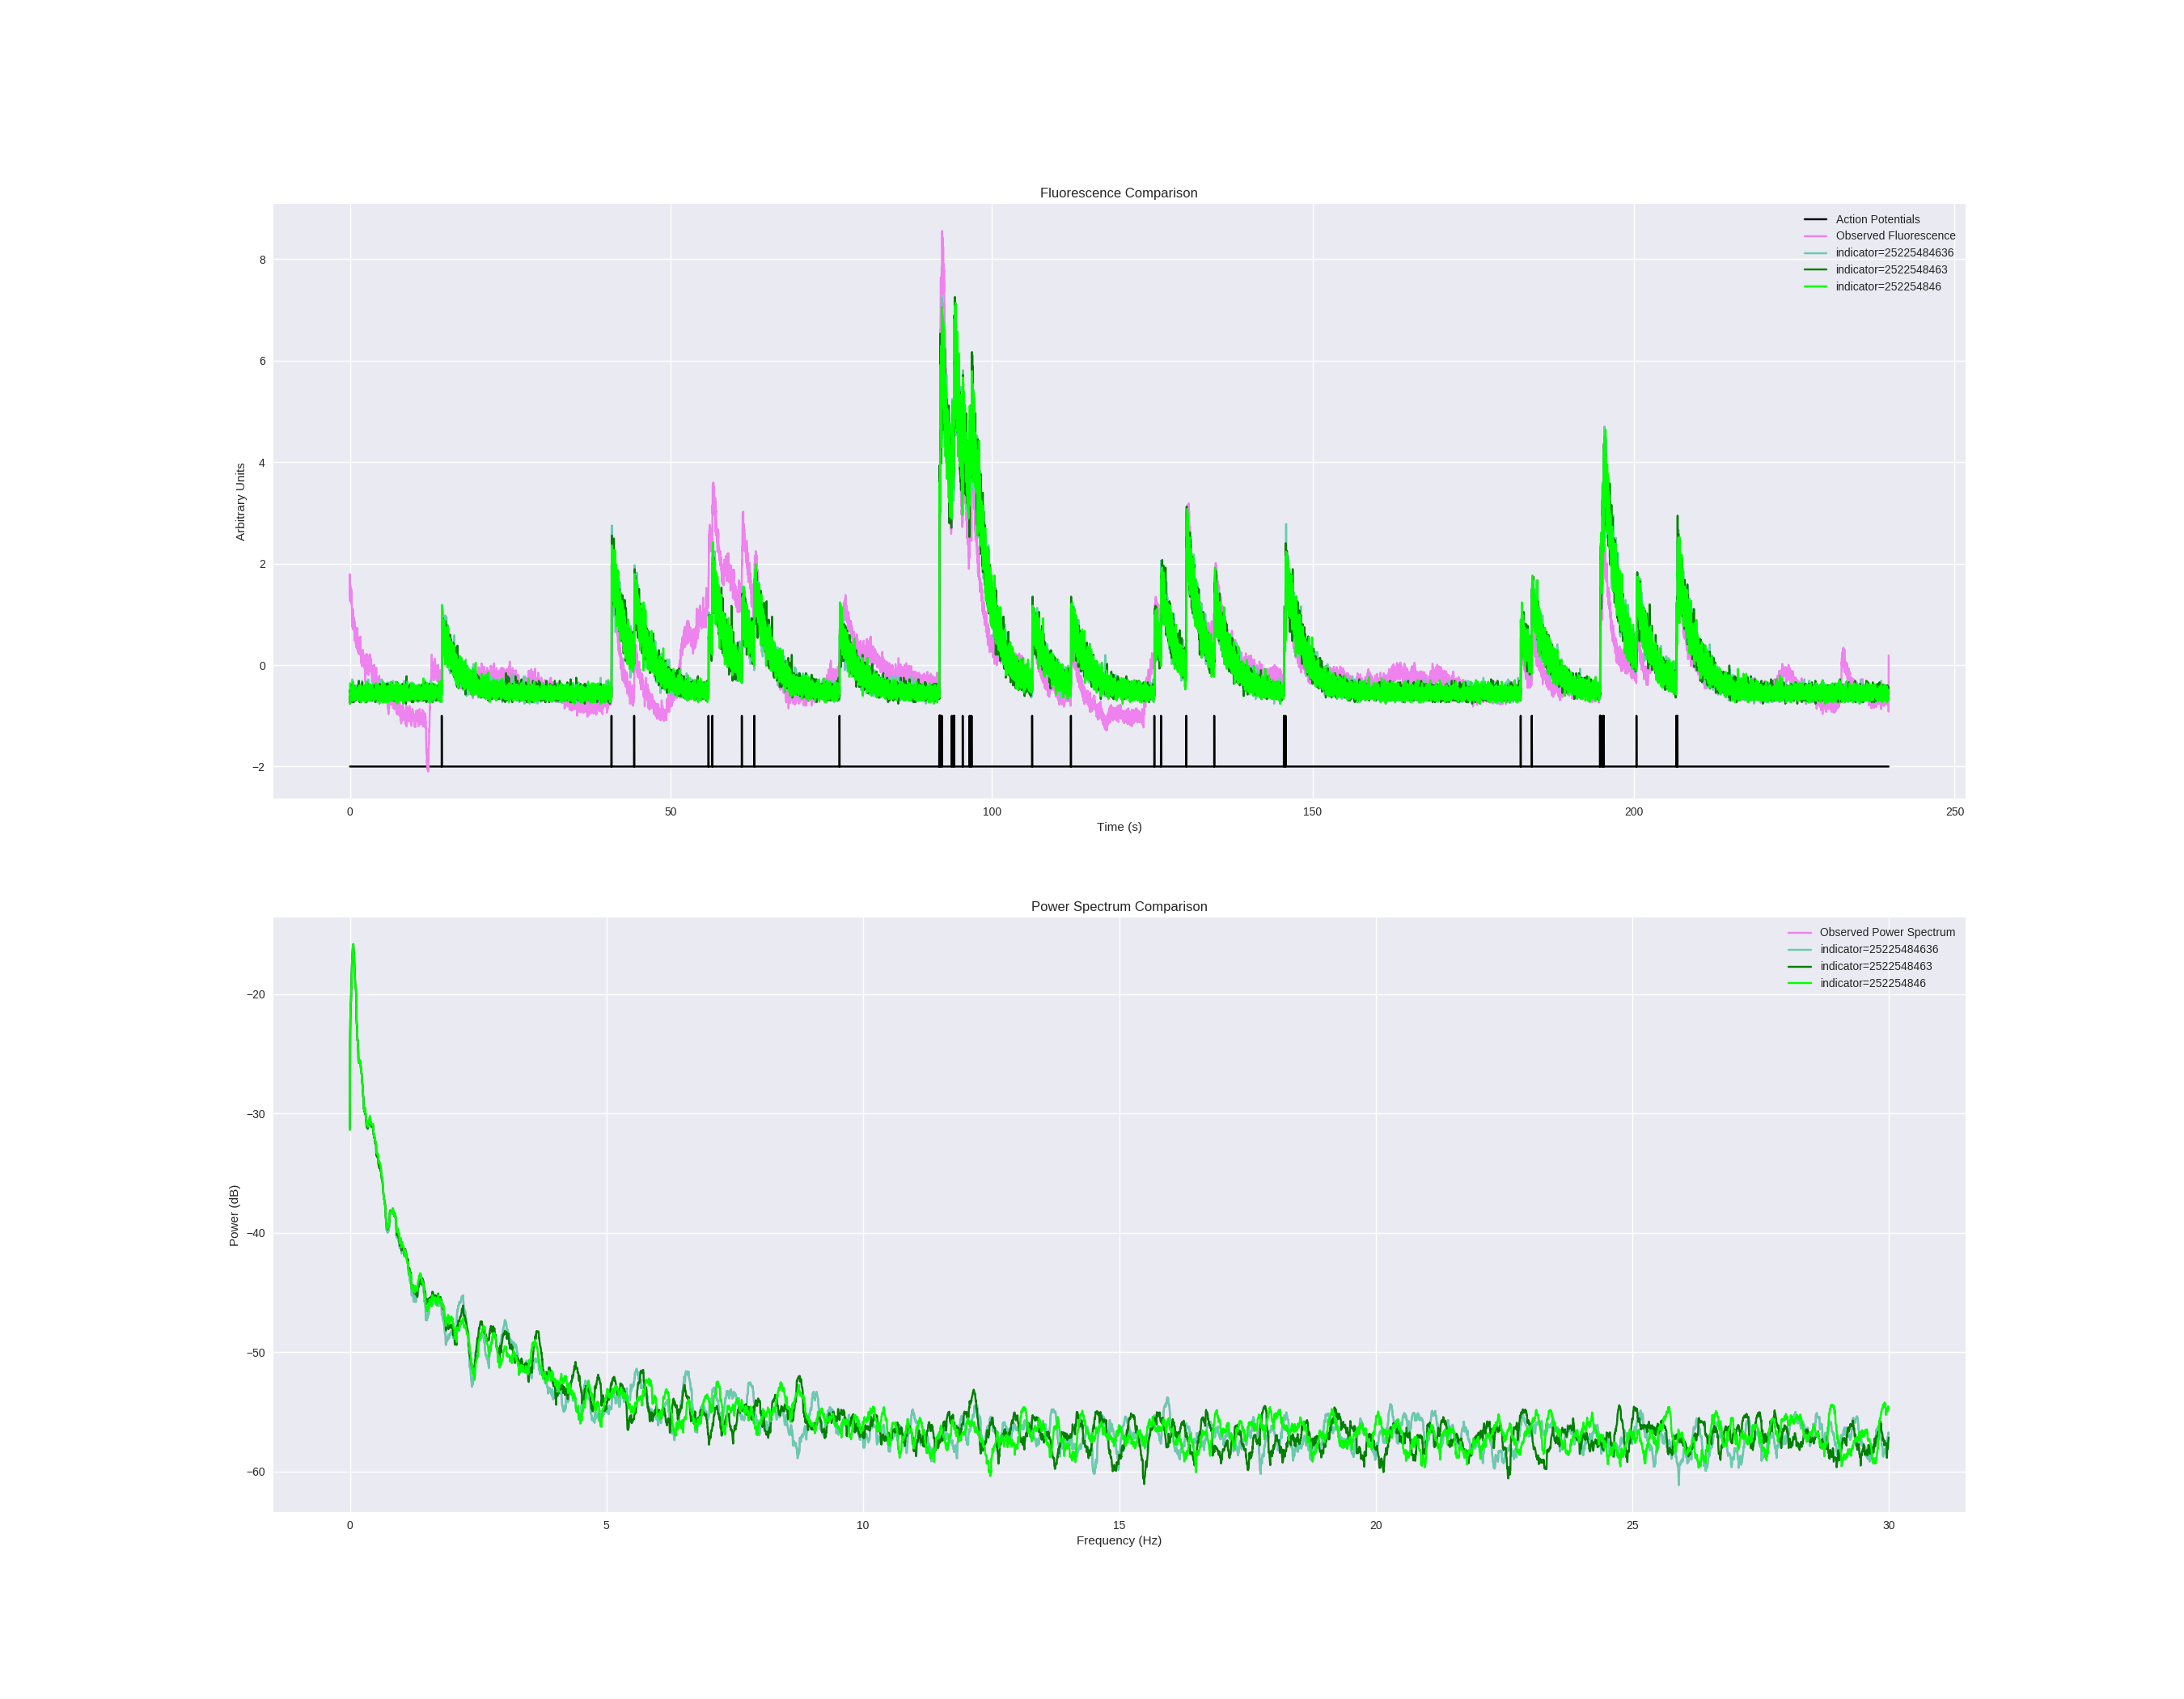 Fluorescence Comparison
Action Potentials
Observed Fluorescence
indicator=25225484636
indicator=2522548463
indicator=252254846
8
6
4
2
0
−2
Arbitrary Units
0 50 100 150 200 250
Time (s)
Power Spectrum Comparison
Observed Power Spectrum
indicator=25225484636
indicator=2522548463
indicator=252254846
−20
−30
−40
−50
−60
Power (dB)
0 5 10 15 20 25 30
Frequency (Hz)